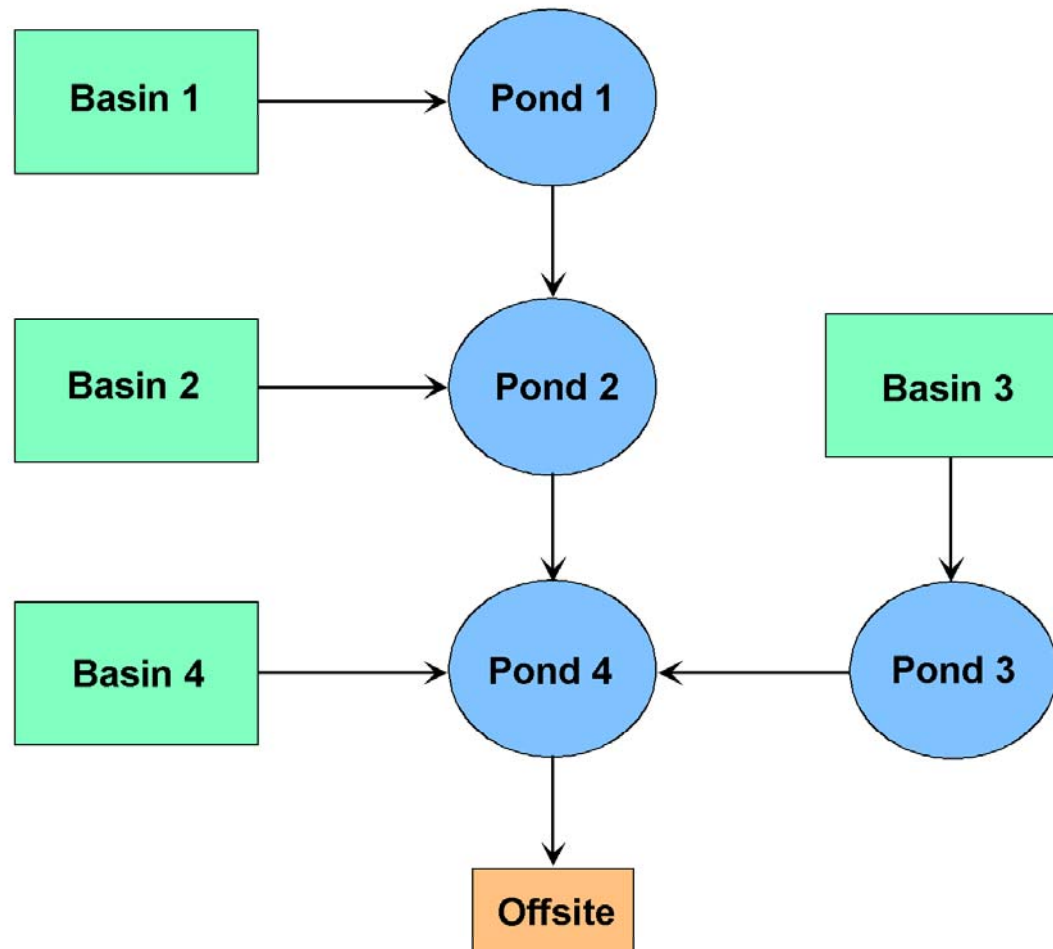 Basin 1
Pond 1
Basin 2
Pond 2
Basin 3
Basin 4
Pond 4
Pond 3
Offsite